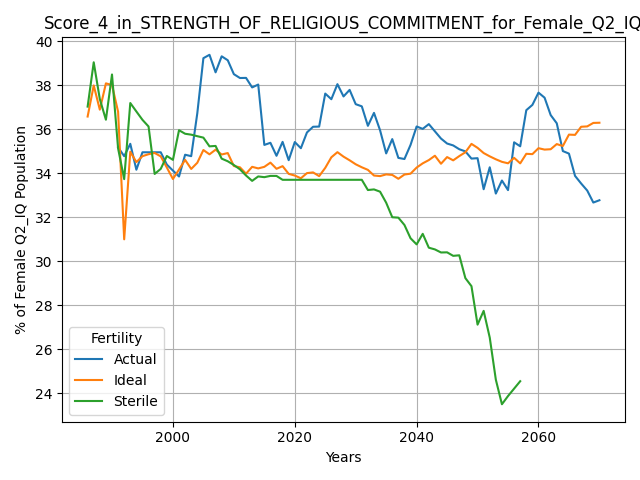 Score_4_in_STRENGTH_OF_RELIGIOUS_COMMITMENT_for_Female_Q2_IQ
% of Female Q2_IQ Population
40
38
36
34
32
30
28
26
24
Fertility
Actual
Ideal
Sterile
2000 2020 2040 2060
Years